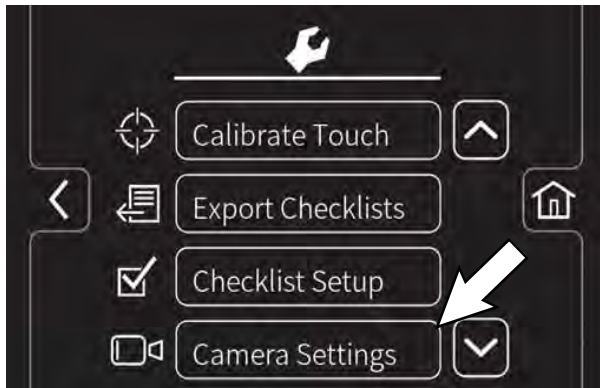 Calibrate Touch
Export Checklists
Checklist Setup
Camera Settings